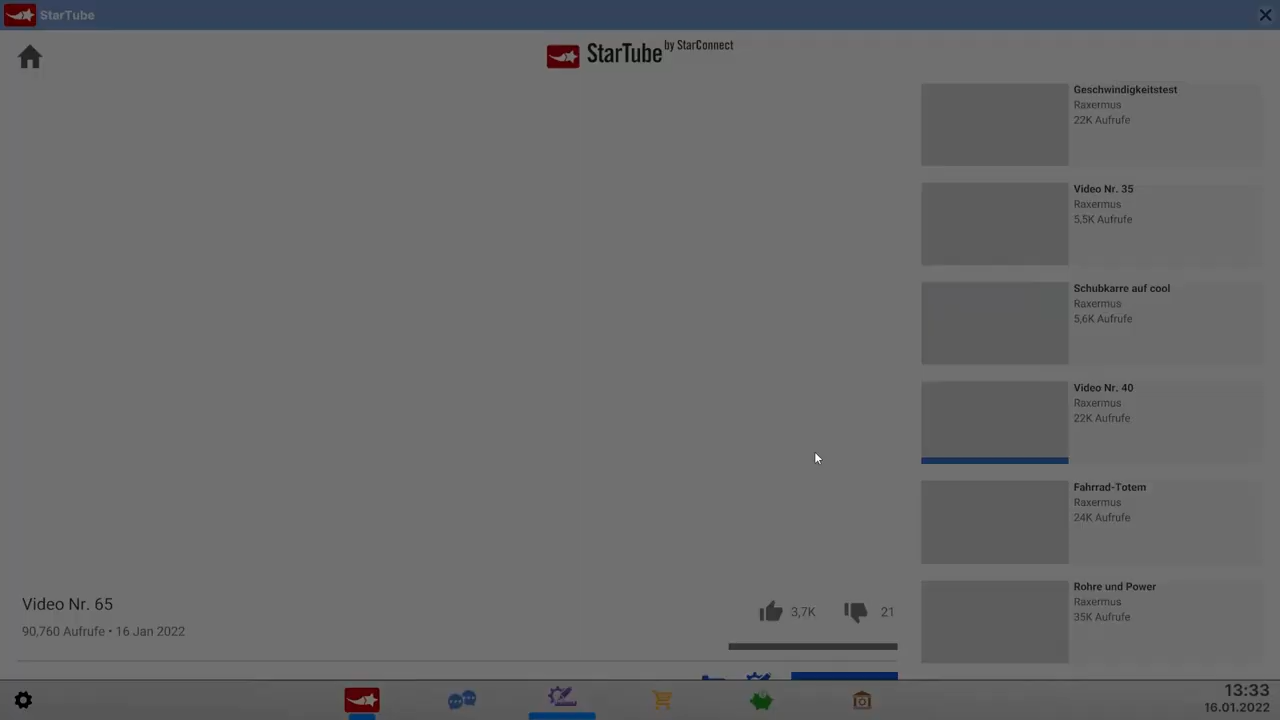 StarTube
StarTube by StarConnect
Geschwindigkeitstest
Raxermus
22K Aufrufe
Video Nr. 35
Raxermus
5,5K Aufrufe
Schubkarre auf cool
Raxermus
5,6K Aufrufe
Video Nr. 40
Raxermus
22K Aufrufe
Fahrrad-Totem
Raxermus
24K Aufrufe
Rohre und Power
Raxermus
35K Aufrufe
Video Nr. 65
3,7K
21
90,760 Aufrufe • 16 Jan 2022
13:33
16.01.2022